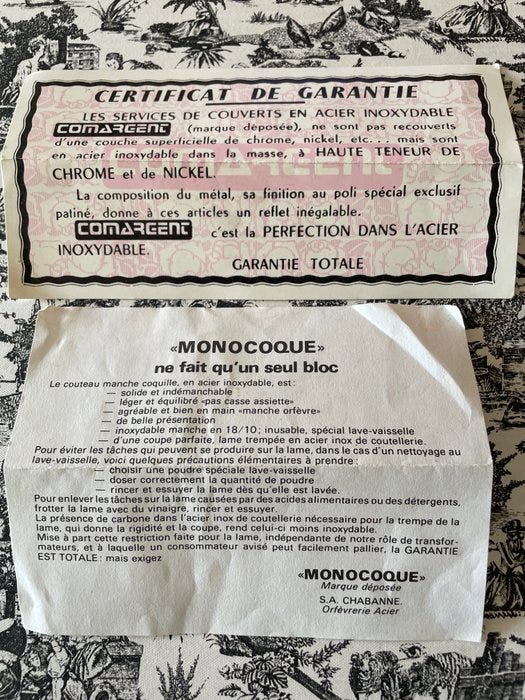 CERTIFICAT DE GARANTIE
LES SERVICES DE COUVERTS EN ACIER INOXYDABLE
COMARGENT (marque déposée), ne sont pas recouverts
d'une couche superficielle de chrome, nickel, etc... mais sont
en acier inoxydable dans la masse, à HAUTE TENEUR DE
CHROME et de NICKEL.
La composition du métal, sa finition au poli spécial exclusif
patiné, donne à ces articles un reflet inégalable.
COMARGENT c'est la PERFECTION DANS L'ACIER
INOXYDABLE.
GARANTIE TOTALE
«MONOCOQUE»
ne fait qu'un seul bloc
Le couteau manche coquille, en acier inoxydable, est :
— solide et indémanchable
— léger et équilibré «pas casse assiette»
— agréable et bien en main «manche orfèvre»
— de belle présentation
— inoxydable manche en 18/10; inusable, spécial lave-vaisselle
— d'une coupe parfaite, lame trempée en acier inox de coutellerie.
Pour éviter les tâches qui peuvent se produire sur la lame, dans le cas d'un nettoyage au
lave-vaisselle, voici quelques précautions élémentaires à prendre :
— choisir une poudre spéciale lave-vaisselle
— doser correctement la quantité de poudre
— rincer et essuyer la lame dès qu'elle est lavée.
Pour enlever les tâches sur la lame causées par des acides alimentaires ou des détergents,
frotter la lame avec du vinaigre, rincer et essuyer.
La présence de carbone dans l'acier inox de coutellerie nécessaire pour la trempe de la
lame, qui donne la rigidité et la coupe, rend celui-ci moins inoxydable.
Mise à part cette restriction faite pour la lame, indépendante de notre rôle de transfor-
mateurs, et à laquelle un consommateur avisé peut facilement pallier, la GARANTIE
EST TOTALE : mais exigez
«MONOCOQUE»
Marque déposée
S.A. CHABANNE.
Orfèvrerie Acier